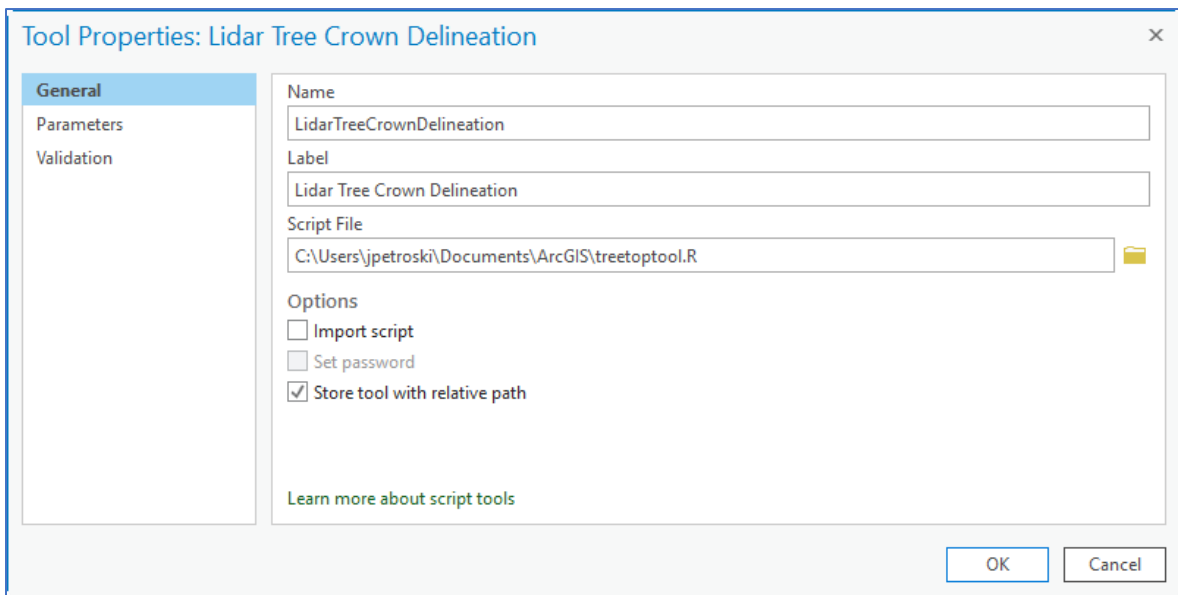 Tool Properties: Lidar Tree Crown Delineation
General
Parameters
Validation
Name
LidarTreeCrownDelineation
Label
Lidar Tree Crown Delineation
Script File
C:\Users\jpetroski\Documents\ArcGIS\treetoptool.R
Options
Import script
Set password
Store tool with relative path
Learn more about script tools
OK
Cancel